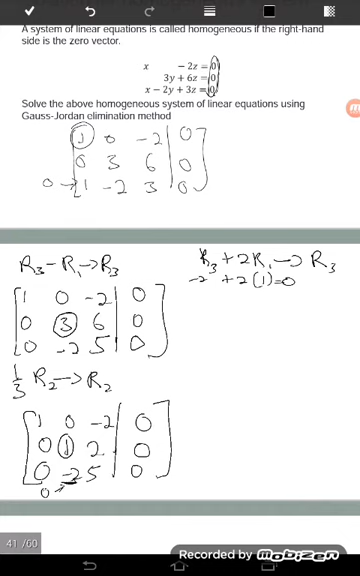 A system of linear equations is called homogeneous if the right-hand
side is the zero vector.
x - 2z = 0
3y + 6z = 0
x - 2y + 3z = 0
Solve the above homogeneous system of linear equations using
Gauss-Jordan elimination method
1 0 -2 | 0
0 3 6 | 0
0 → 1 -2 3 | 0
R3 - R1 → R3
1 0 -2 | 0
0 3 6 | 0
0 -2 5 | 0
1/3 R2 → R2
1 0 -2 | 0
0 1 2 | 0
0 -2 5 | 0
0 →
R3 + 2R1 → R3
-2 + 2(1) = 0
41 /60
Recorded by Mobizen